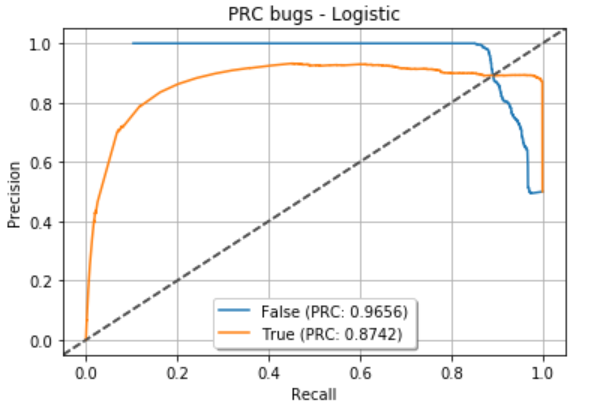 PRC bugs - Logistic
1.0
0.8
0.6
0.4
0.2
0.0
Precision
False (PRC: 0.9656)
True (PRC: 0.8742)
0.0 0.2 0.4 0.6 0.8 1.0
Recall